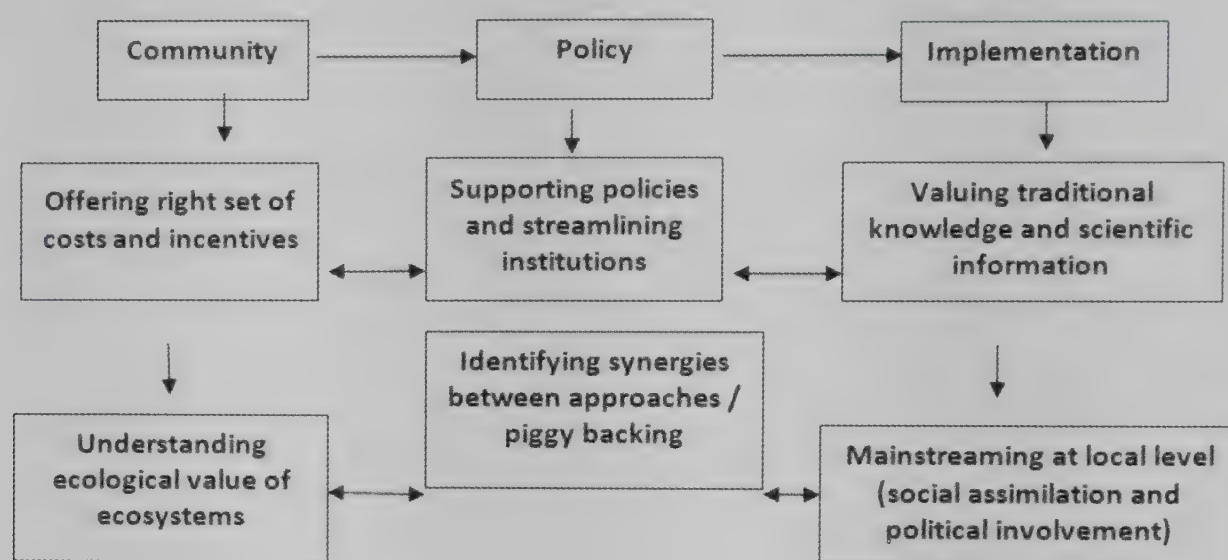 Community
Policy
Implementation
Offering right set of
costs and incentives
Supporting policies
and streamlining
institutions
Valuing traditional
knowledge and scientific
information
Identifying synergies
between approaches /
piggy backing
Understanding
ecological value of
ecosystems
Mainstreaming at local level
(social assimilation and
political involvement)